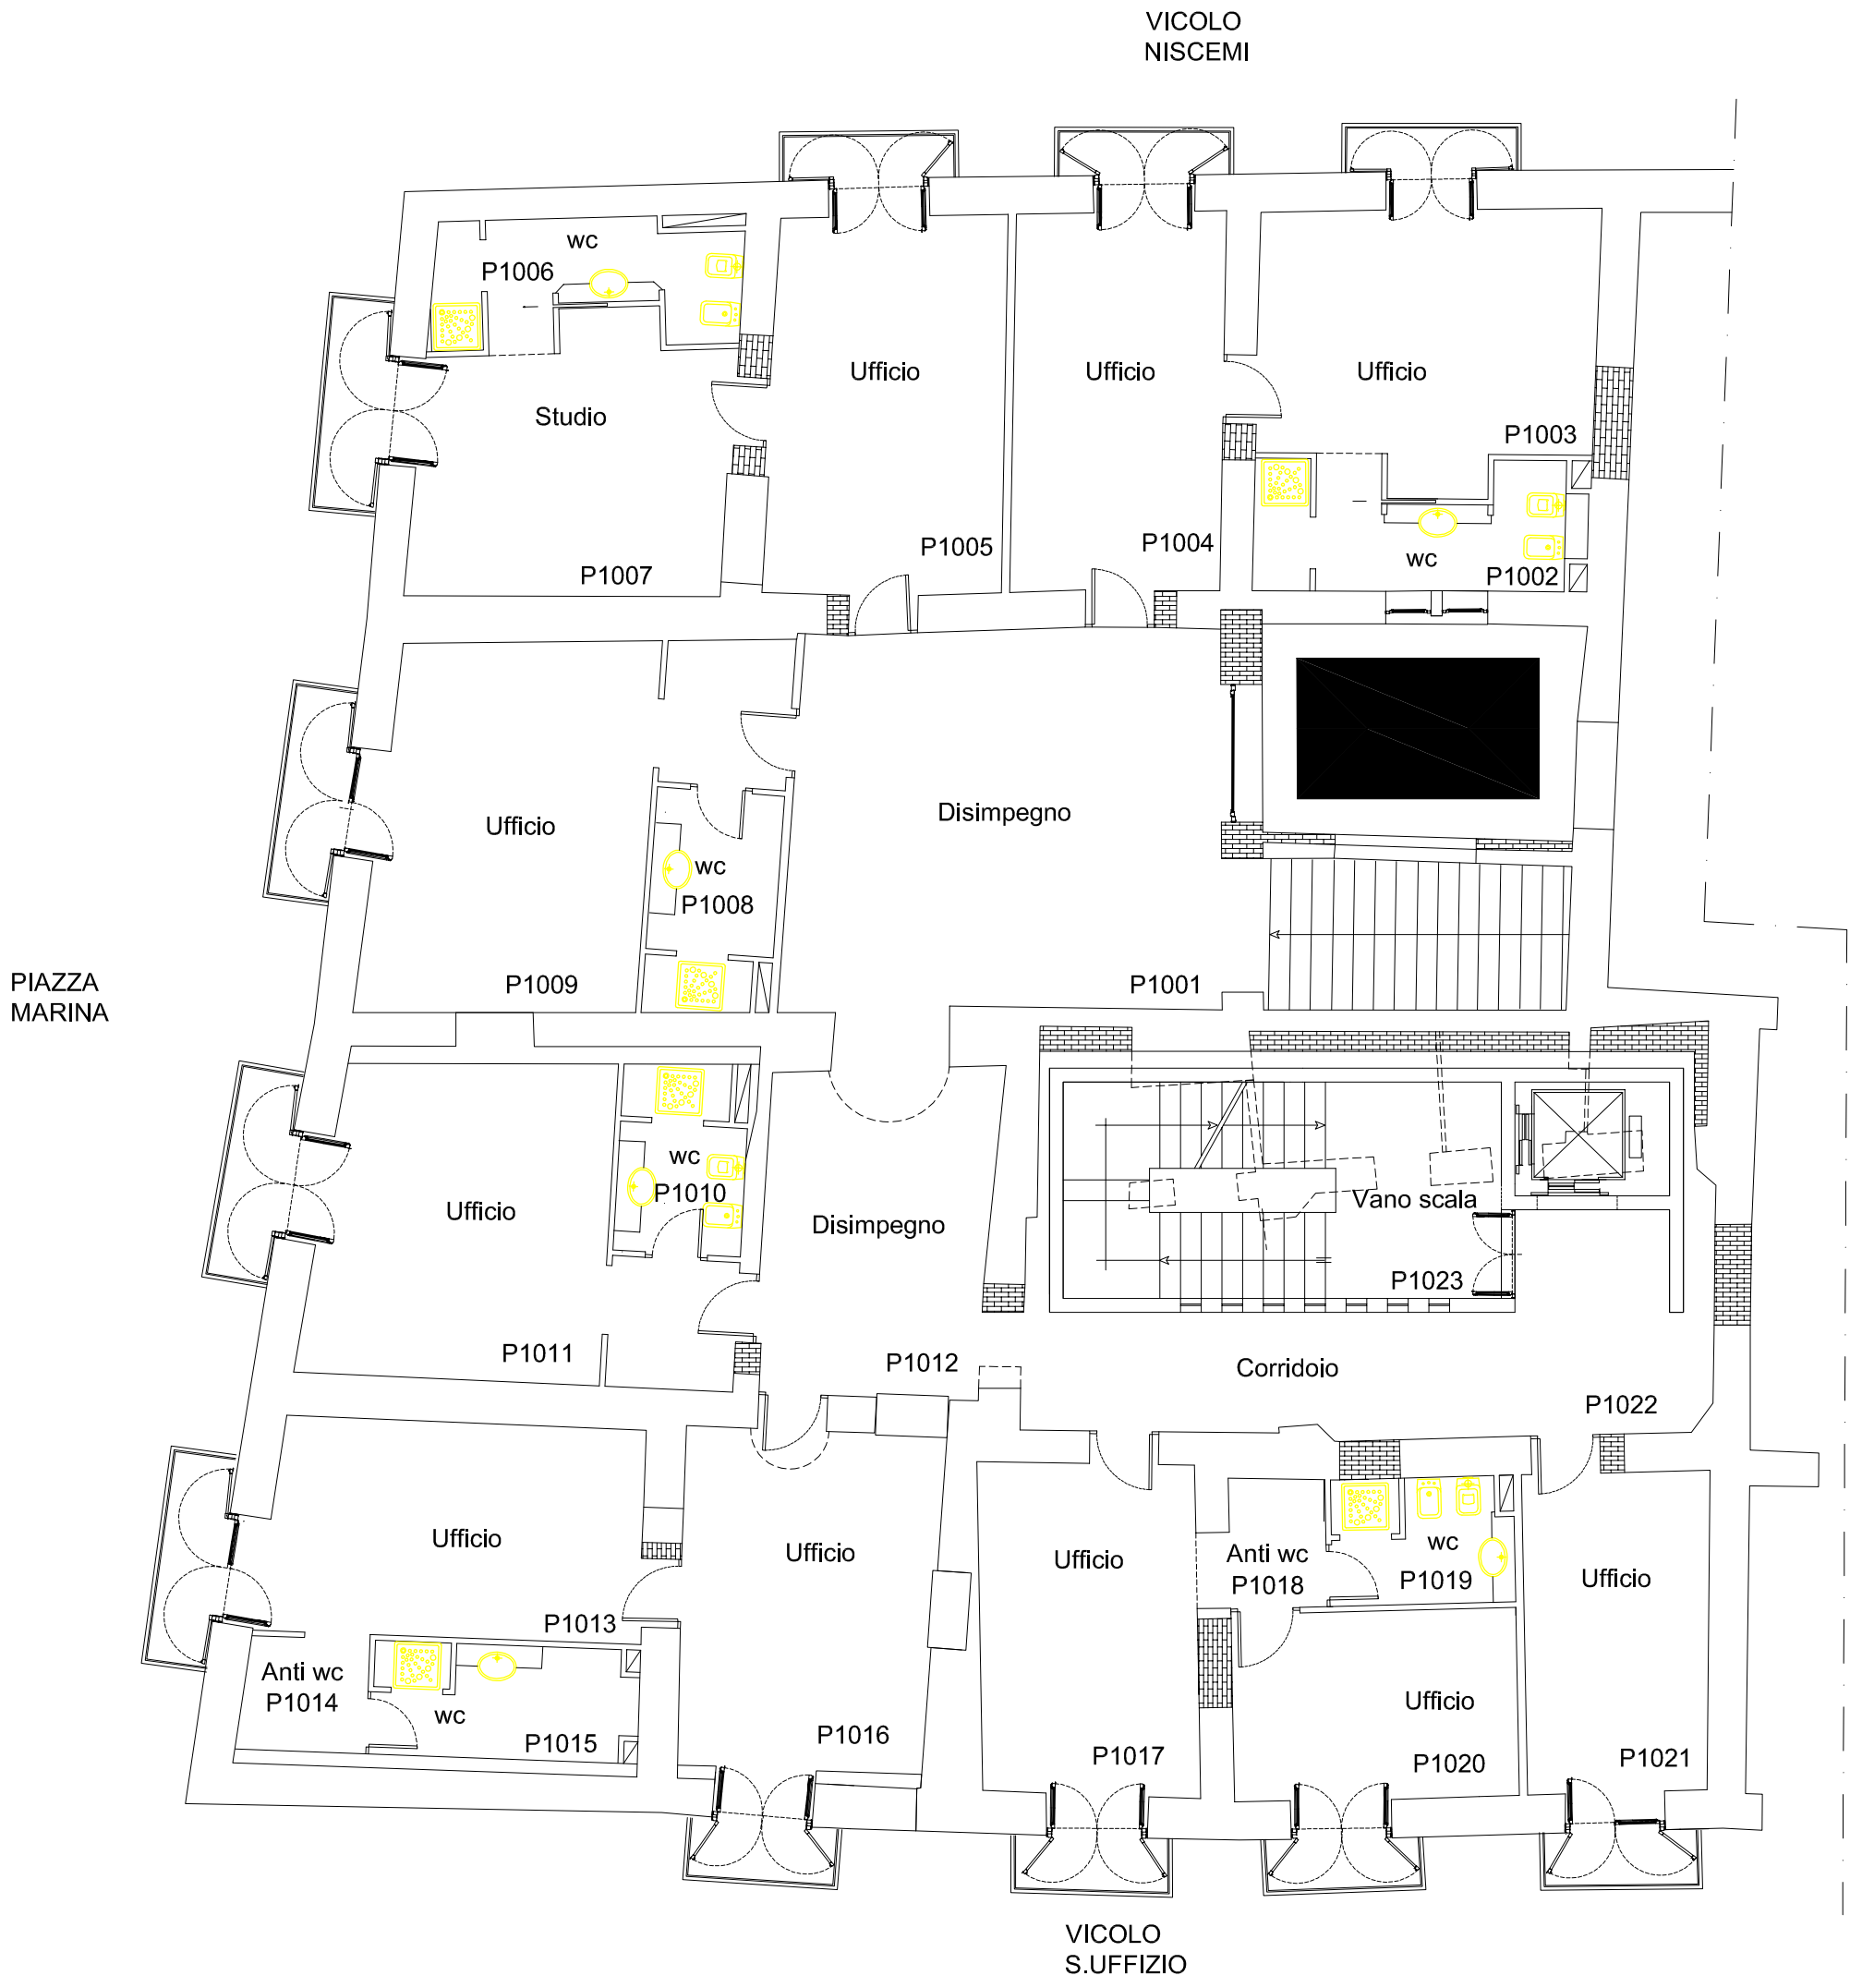 VICOLO
NISCEMI
wc
P1006
Ufficio
Ufficio
Ufficio
Studio
P1003
P1005
P1004
wc
P1007
P1002
Disimpegno
Ufficio
wc
P1008
P1009
P1001
PIAZZA
MARINA
wc
P1010
Vano scala
Ufficio
Disimpegno
P1023
P1011
P1012
Corridoio
P1022
Ufficio
Ufficio
Ufficio
Anti wc
P1018
wc
P1019
Ufficio
P1013
Anti wc
P1014
wc
P1015
P1016
P1017
Ufficio
P1020
P1021
VICOLO
S.UFFIZIO